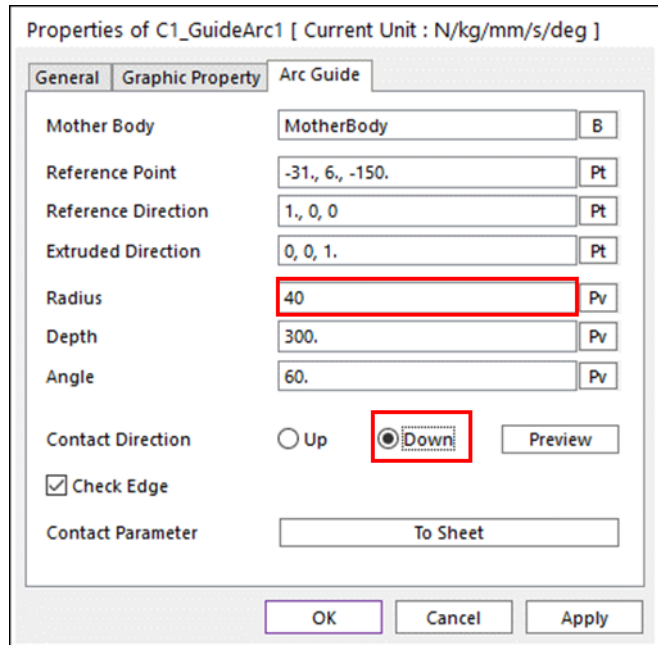 Properties of C1_GuideArc1 [ Current Unit : N/kg/mm/s/deg ]
General Graphic Property Arc Guide
Mother Body MotherBody B
Reference Point -31., 6., -150. Pt
Reference Direction 1., 0, 0 Pt
Extruded Direction 0, 0, 1. Pt
Radius 40 Pv
Depth 300. Pv
Angle 60. Pv
Contact Direction Up Down Preview
Check Edge
Contact Parameter To Sheet
OK Cancel Apply